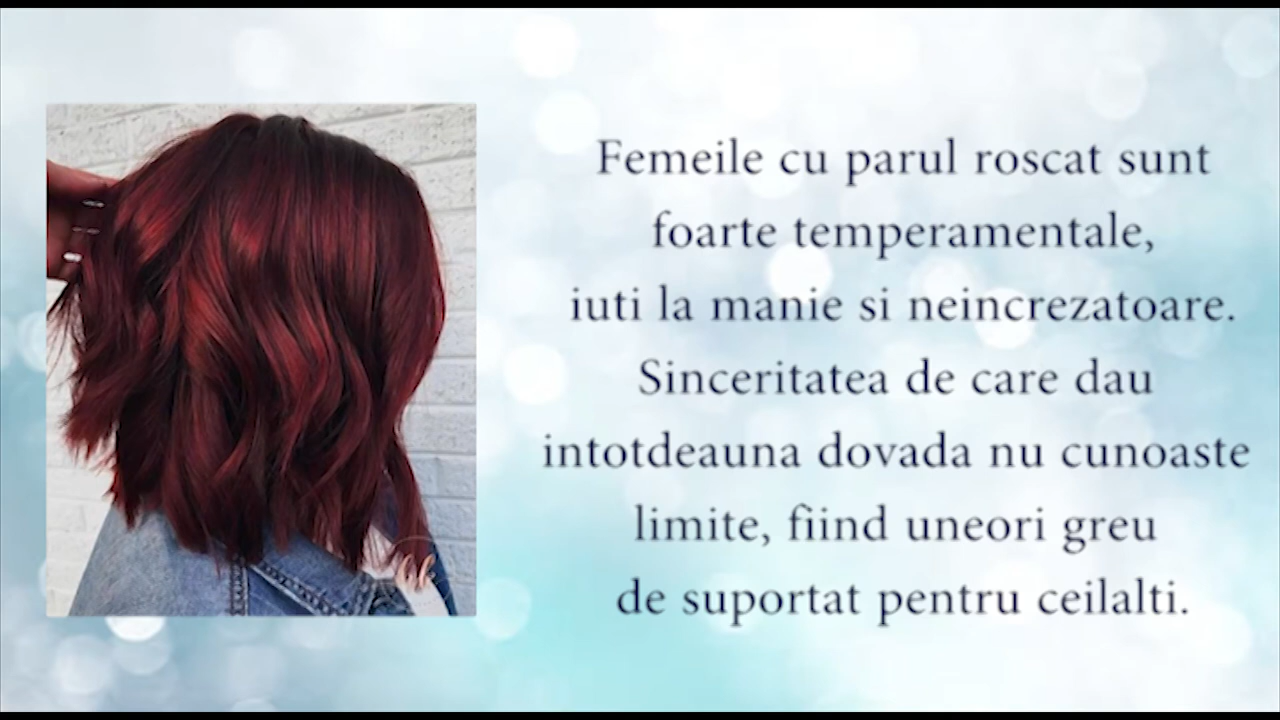 Femeile cu parul roscat sunt
foarte temperamentale,
iuti la manie si neincrezatoare.
Sinceritatea de care dau
intotdeauna dovada nu cunoaste
limite, fiind uneori greu
de suportat pentru ceilalti.